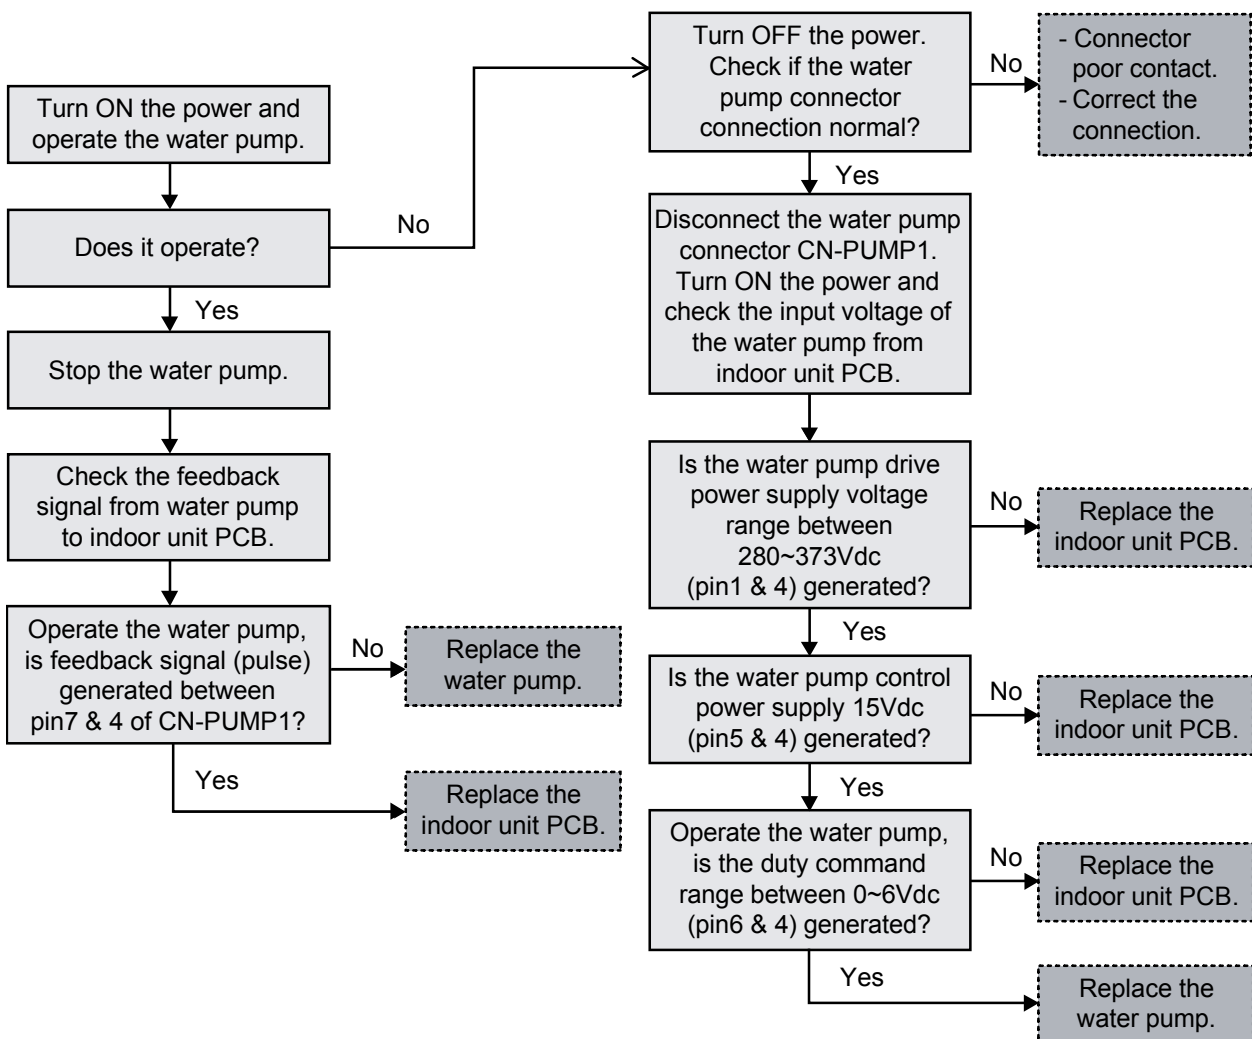 Turn ON the power and
operate the water pump.
Does it operate?
No
Yes
Stop the water pump.
Check the feedback
signal from water pump
to indoor unit PCB.
Operate the water pump,
is feedback signal (pulse)
generated between
pin7 & 4 of CN-PUMP1?
No
Replace the
water pump.
Yes
Replace the
indoor unit PCB.
Turn OFF the power.
Check if the water
pump connector
connection normal?
No
- Connector
poor contact.
- Correct the
connection.
Yes
Disconnect the water pump
connector CN-PUMP1.
Turn ON the power and
check the input voltage of
the water pump from
indoor unit PCB.
Is the water pump drive
power supply voltage
range between
280~373Vdc
(pin1 & 4) generated?
No
Replace the
indoor unit PCB.
Yes
Is the water pump control
power supply 15Vdc
(pin5 & 4) generated?
No
Replace the
indoor unit PCB.
Yes
Operate the water pump,
is the duty command
range between 0~6Vdc
(pin6 & 4) generated?
No
Replace the
indoor unit PCB.
Yes
Replace the
water pump.